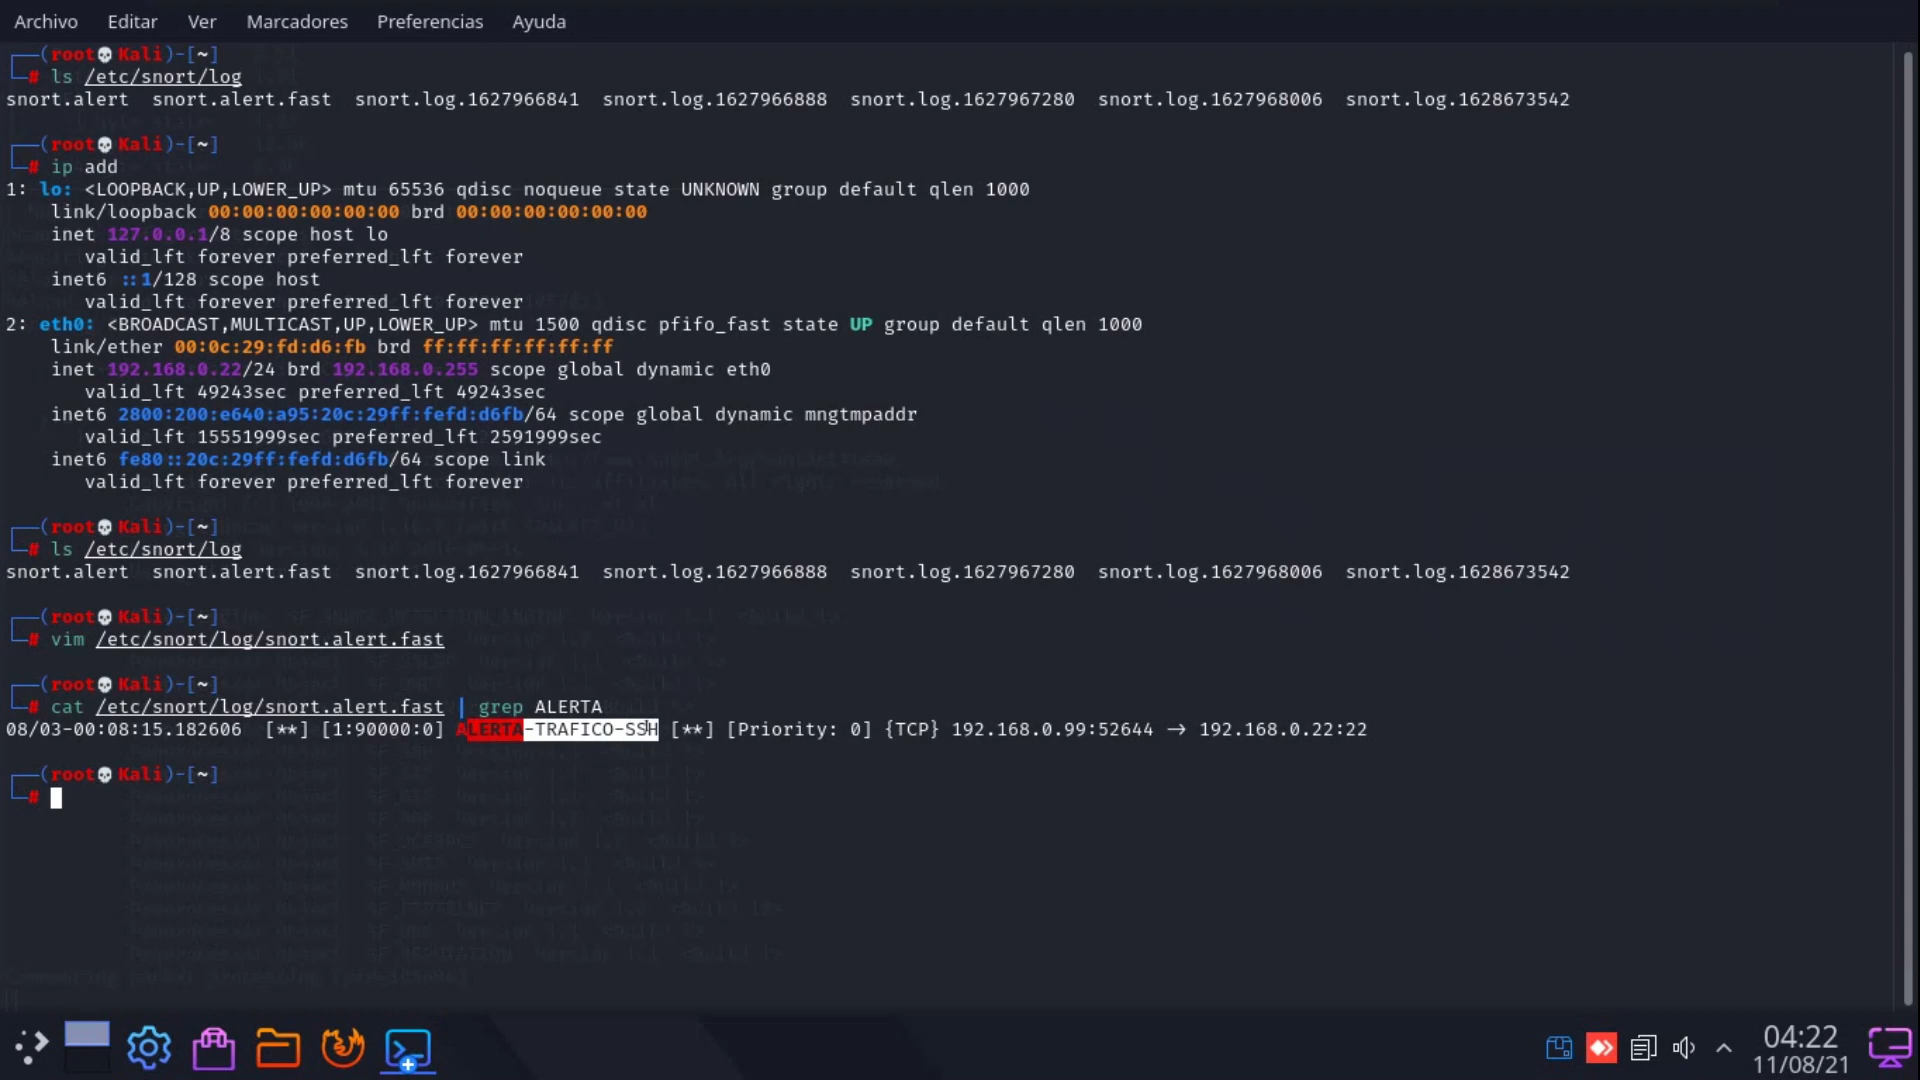 Archivo Editar Ver Marcadores Preferencias Ayuda
┌──(root💀Kali)-[~]
└─# ls /etc/snort/log
snort.alert  snort.alert.fast  snort.log.1627966841  snort.log.1627966888  snort.log.1627967280  snort.log.1627968006  snort.log.1628673542
┌──(root💀Kali)-[~]
└─# ip add
1: lo: <LOOPBACK,UP,LOWER_UP> mtu 65536 qdisc noqueue state UNKNOWN group default qlen 1000
link/loopback 00:00:00:00:00:00 brd 00:00:00:00:00:00
inet 127.0.0.1/8 scope host lo
valid_lft forever preferred_lft forever
inet6 ::1/128 scope host
valid_lft forever preferred_lft forever
2: eth0: <BROADCAST,MULTICAST,UP,LOWER_UP> mtu 1500 qdisc pfifo_fast state UP group default qlen 1000
link/ether 00:0c:29:fd:d6:fb brd ff:ff:ff:ff:ff:ff
inet 192.168.0.22/24 brd 192.168.0.255 scope global dynamic eth0
valid_lft 49243sec preferred_lft 49243sec
inet6 2800:200:e640:a95:20c:29ff:fefd:d6fb/64 scope global dynamic mngtmpaddr
valid_lft 15551999sec preferred_lft 2591999sec
inet6 fe80::20c:29ff:fefd:d6fb/64 scope link
valid_lft forever preferred_lft forever
┌──(root💀Kali)-[~]
└─# ls /etc/snort/log
snort.alert  snort.alert.fast  snort.log.1627966841  snort.log.1627966888  snort.log.1627967280  snort.log.1627968006  snort.log.1628673542
┌──(root💀Kali)-[~]
└─# vim /etc/snort/log/snort.alert.fast
┌──(root💀Kali)-[~]
└─# cat /etc/snort/log/snort.alert.fast | grep ALERTA
08/03-00:08:15.182606  [**] [1:90000:0] ALERTA-TRAFICO-SSH [**] [Priority: 0] {TCP} 192.168.0.99:52644 → 192.168.0.22:22
┌──(root💀Kali)-[~]
└─#
04:22
11/08/21